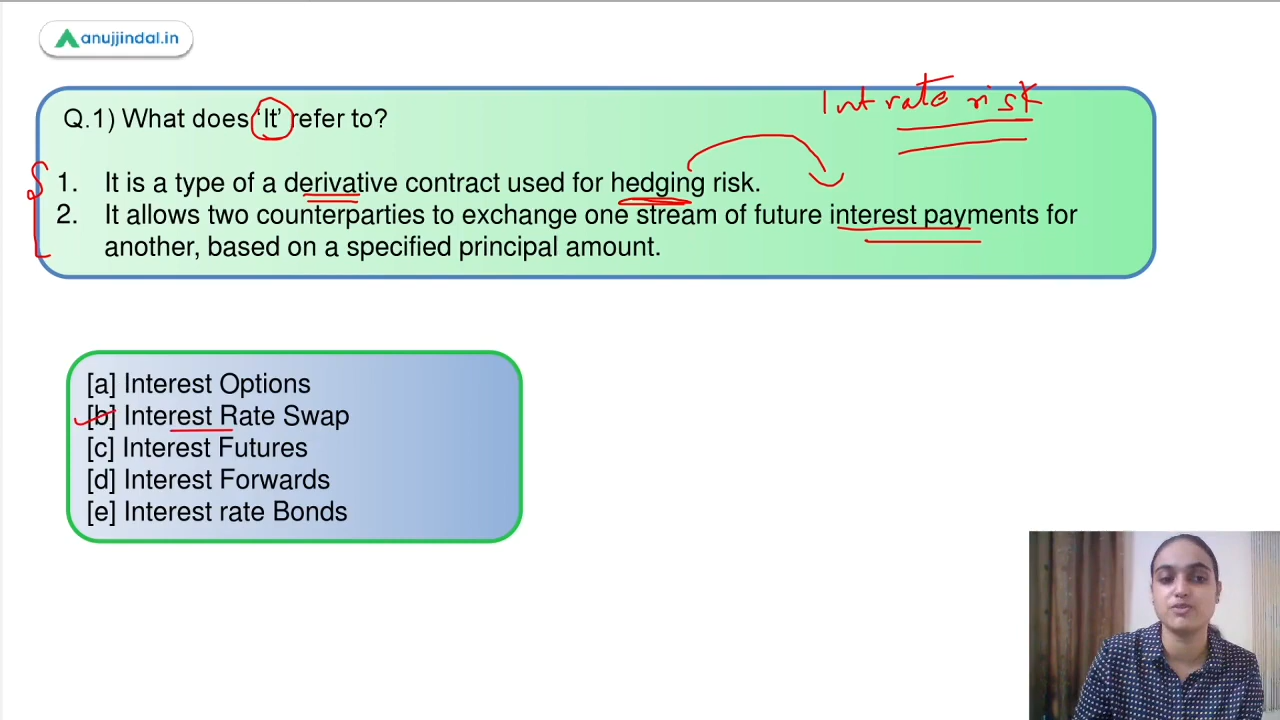 anujjindal.in
Int rate risk
Q.1) What does 'It' refer to?
1. It is a type of a derivative contract used for hedging risk.
2. It allows two counterparties to exchange one stream of future interest payments for
another, based on a specified principal amount.
[a] Interest Options
[b] Interest Rate Swap
[c] Interest Futures
[d] Interest Forwards
[e] Interest rate Bonds